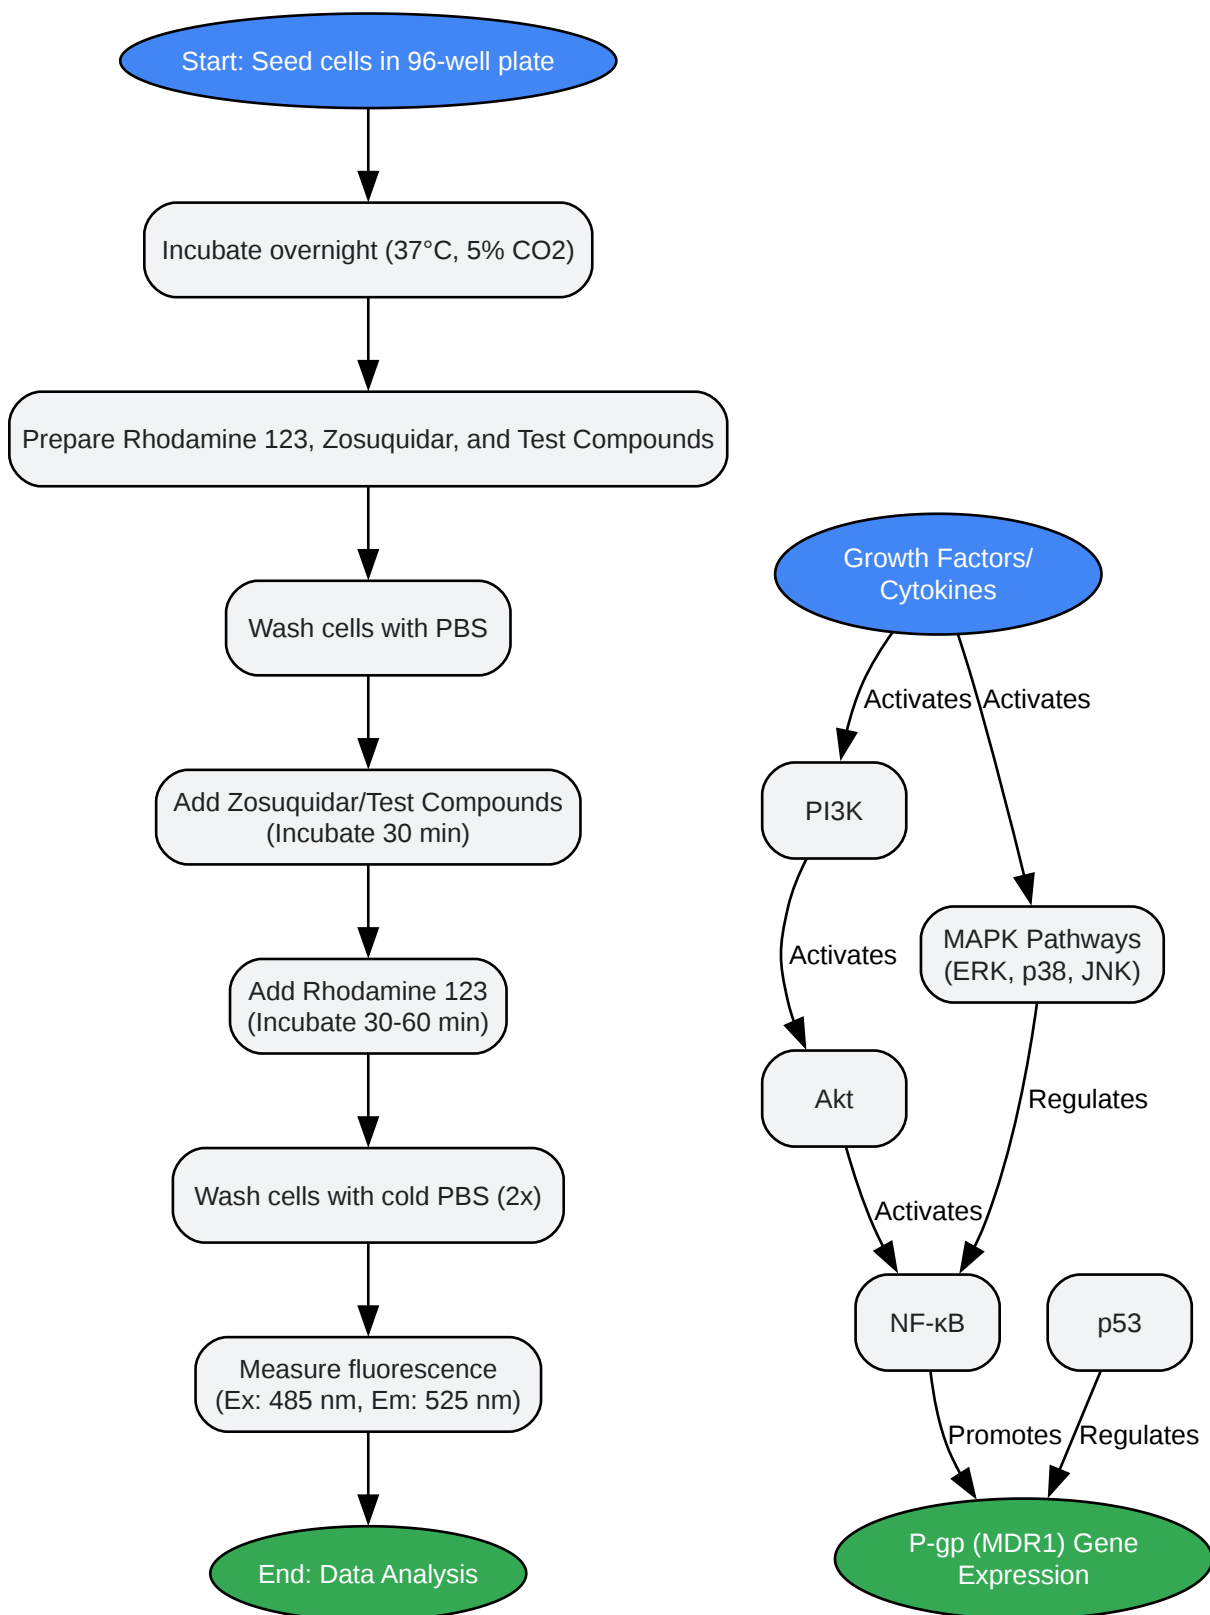 Start: Seed cells in 96-well plate
Incubate overnight (37°C, 5% CO2)
Prepare Rhodamine 123, Zosuquidar, and Test Compounds
Wash cells with PBS
Add Zosuquidar/Test Compounds
(Incubate 30 min)
Add Rhodamine 123
(Incubate 30-60 min)
Wash cells with cold PBS (2x)
Measure fluorescence
(Ex: 485 nm, Em: 525 nm)
End: Data Analysis
Growth Factors/
Cytokines
Activates
Activates
PI3K
MAPK Pathways
(ERK, p38, JNK)
Activates
Akt
Regulates
Activates
NF-κB
p53
Promotes
Regulates
P-gp (MDR1) Gene
Expression